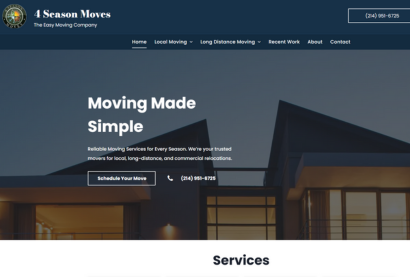 4 Season Moves
The Easy Moving Company
(214) 951-6725
Home Local Moving Long Distance Moving Recent Work About Contact
Moving Made
Simple
Reliable Moving Services for Every Season. We're your trusted
movers for local, long-distance, and commercial relocations.
Schedule Your Move (214) 951-6725
Services